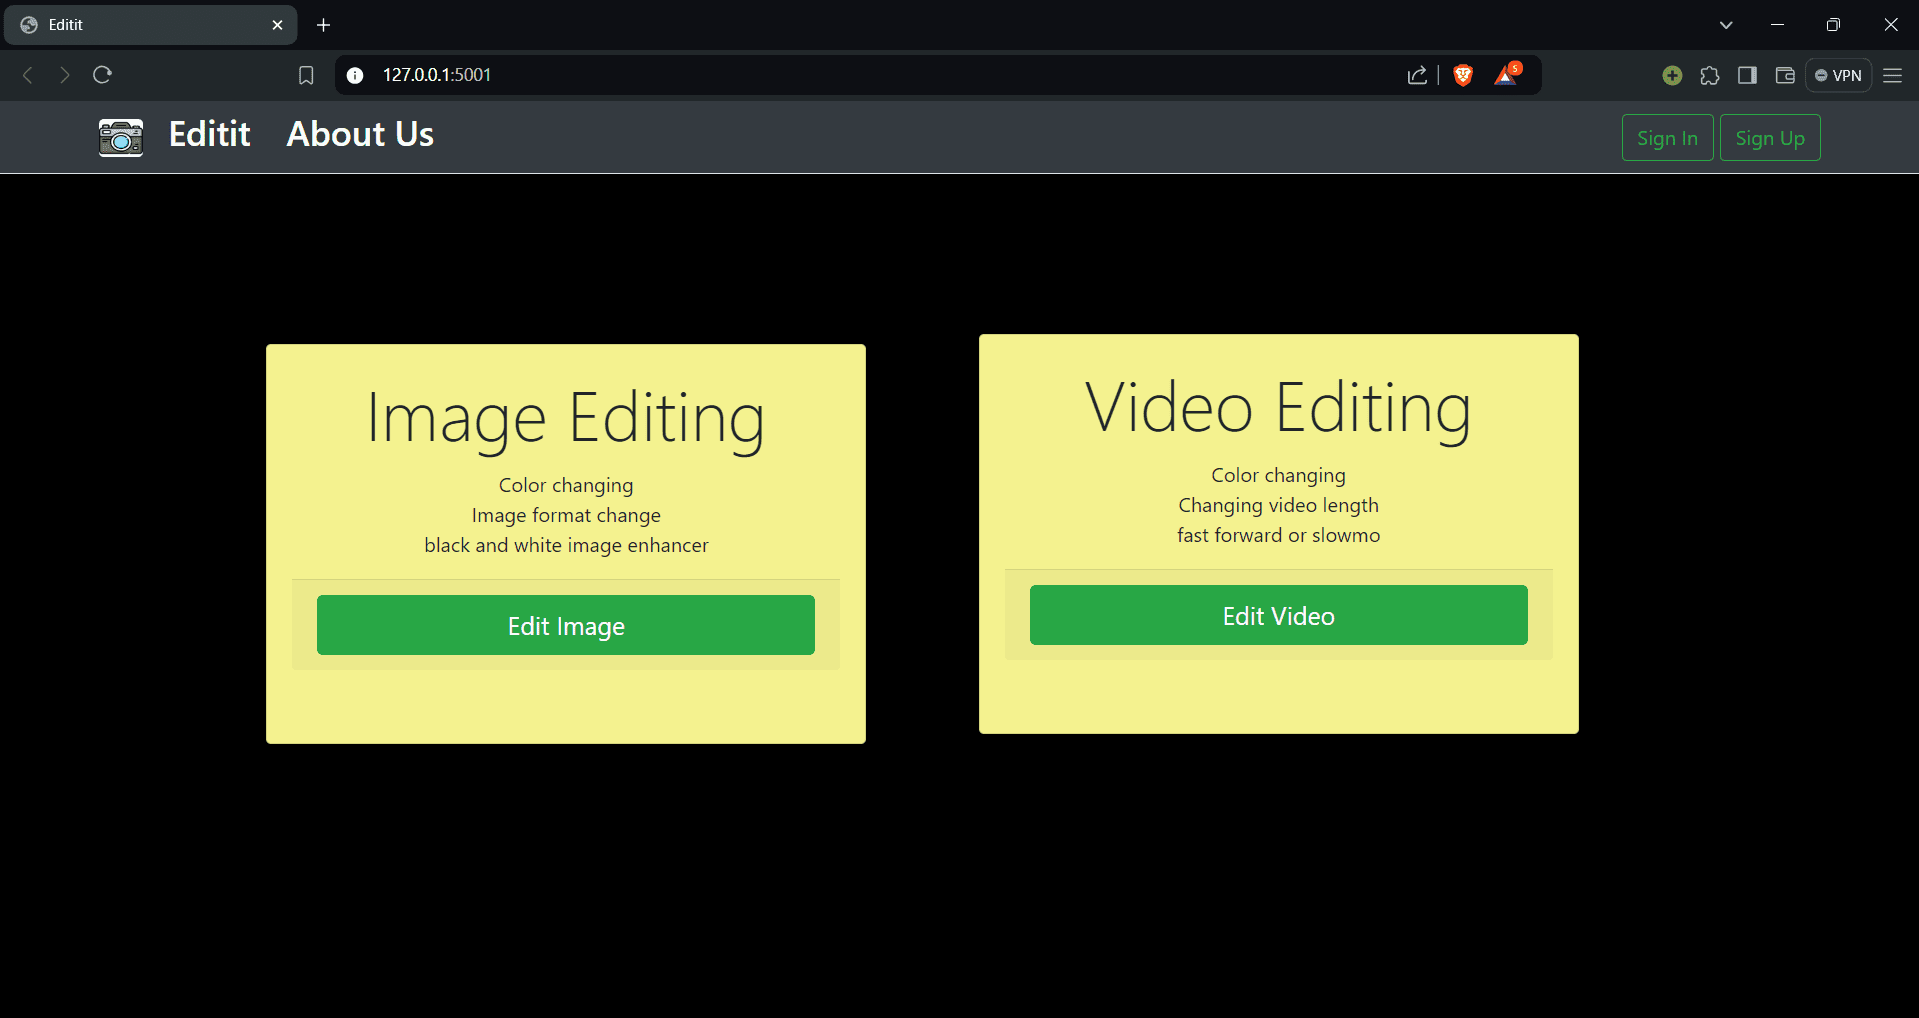 Editit
127.0.0.1:5001
5
VPN
Editit About Us
Sign In Sign Up
Image Editing
Color changing
Image format change
black and white image enhancer
Edit Image
Video Editing
Color changing
Changing video length
fast forward or slowmo
Edit Video